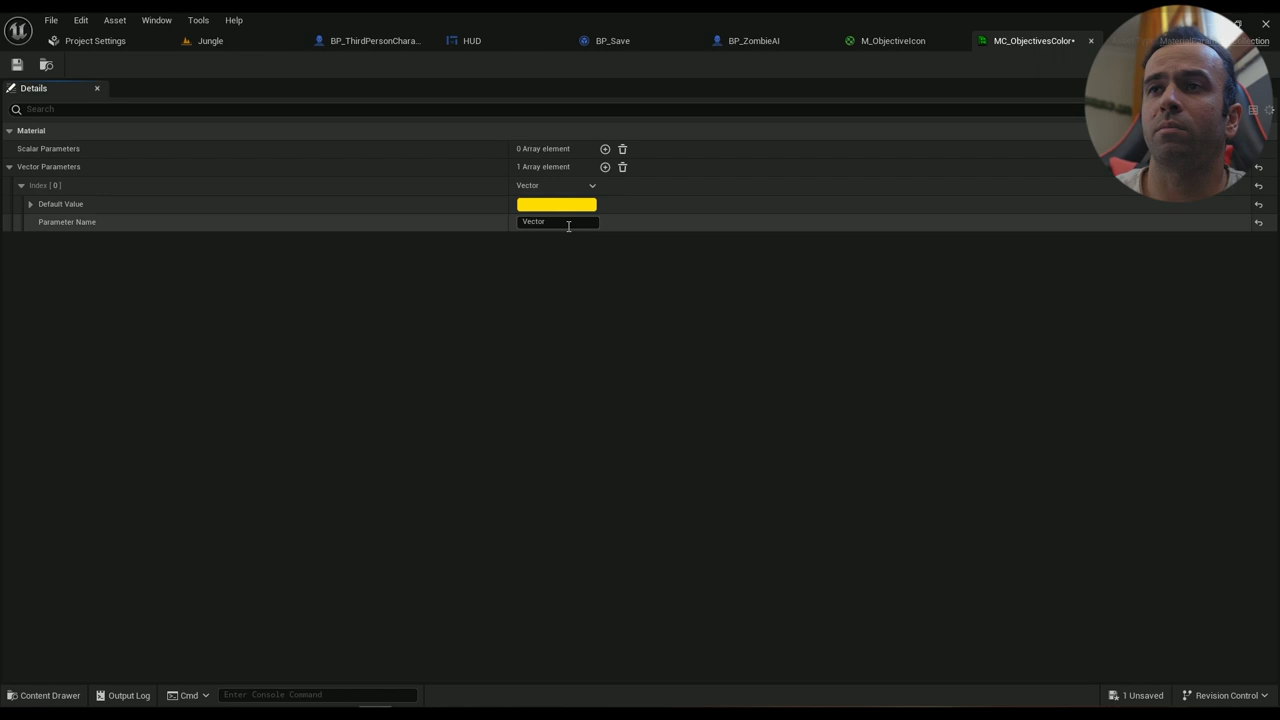 File Edit Asset Window Tools Help
Project Settings Jungle BP_ThirdPersonChara... HUD BP_Save BP_ZombieAI M_ObjectiveIcon MC_ObjectivesColor•
Details
Search
Material
Scalar Parameters 0 Array element
Vector Parameters 1 Array element
Index [ 0 ] Vector
Default Value
Parameter Name Vector
Content Drawer Output Log Cmd Enter Console Command 1 Unsaved Revision Control